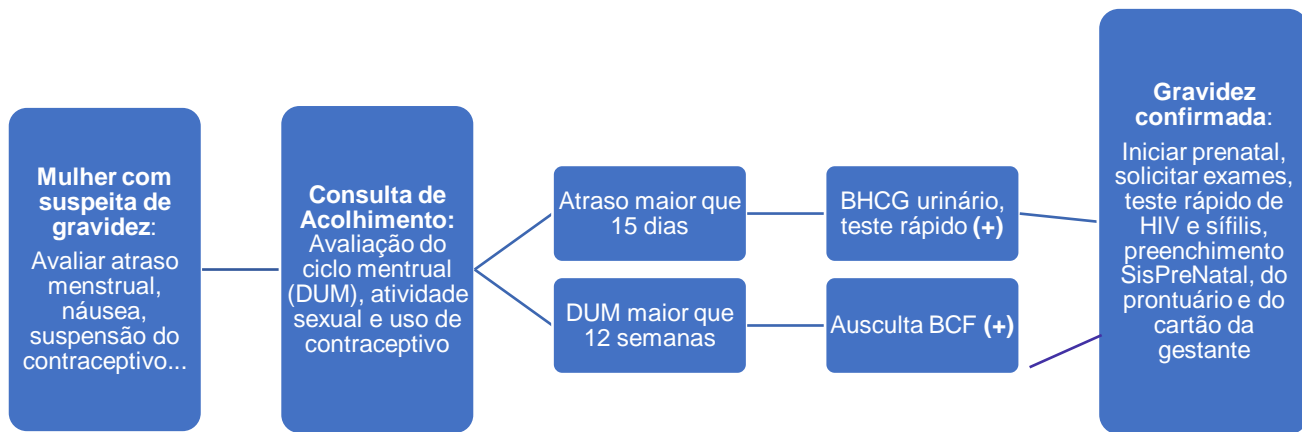 Mulher com
suspeita de
gravidez:
Avaliar atraso
menstrual,
náusea,
suspensão do
contraceptivo...
Consulta de
Acolhimento:
Avaliação do
ciclo mentrual
(DUM), atividade
sexual e uso de
contraceptivo
Atraso maior que
15 dias
BHCG urinário,
teste rápido (+)
DUM maior que
12 semanas
Ausculta BCF (+)
Gravidez
confirmada:
Iniciar prenatal,
solicitar exames,
teste rápido de
HIV e sífilis,
preenchimento
SisPreNatal, do
prontuário e do
cartão da
gestante